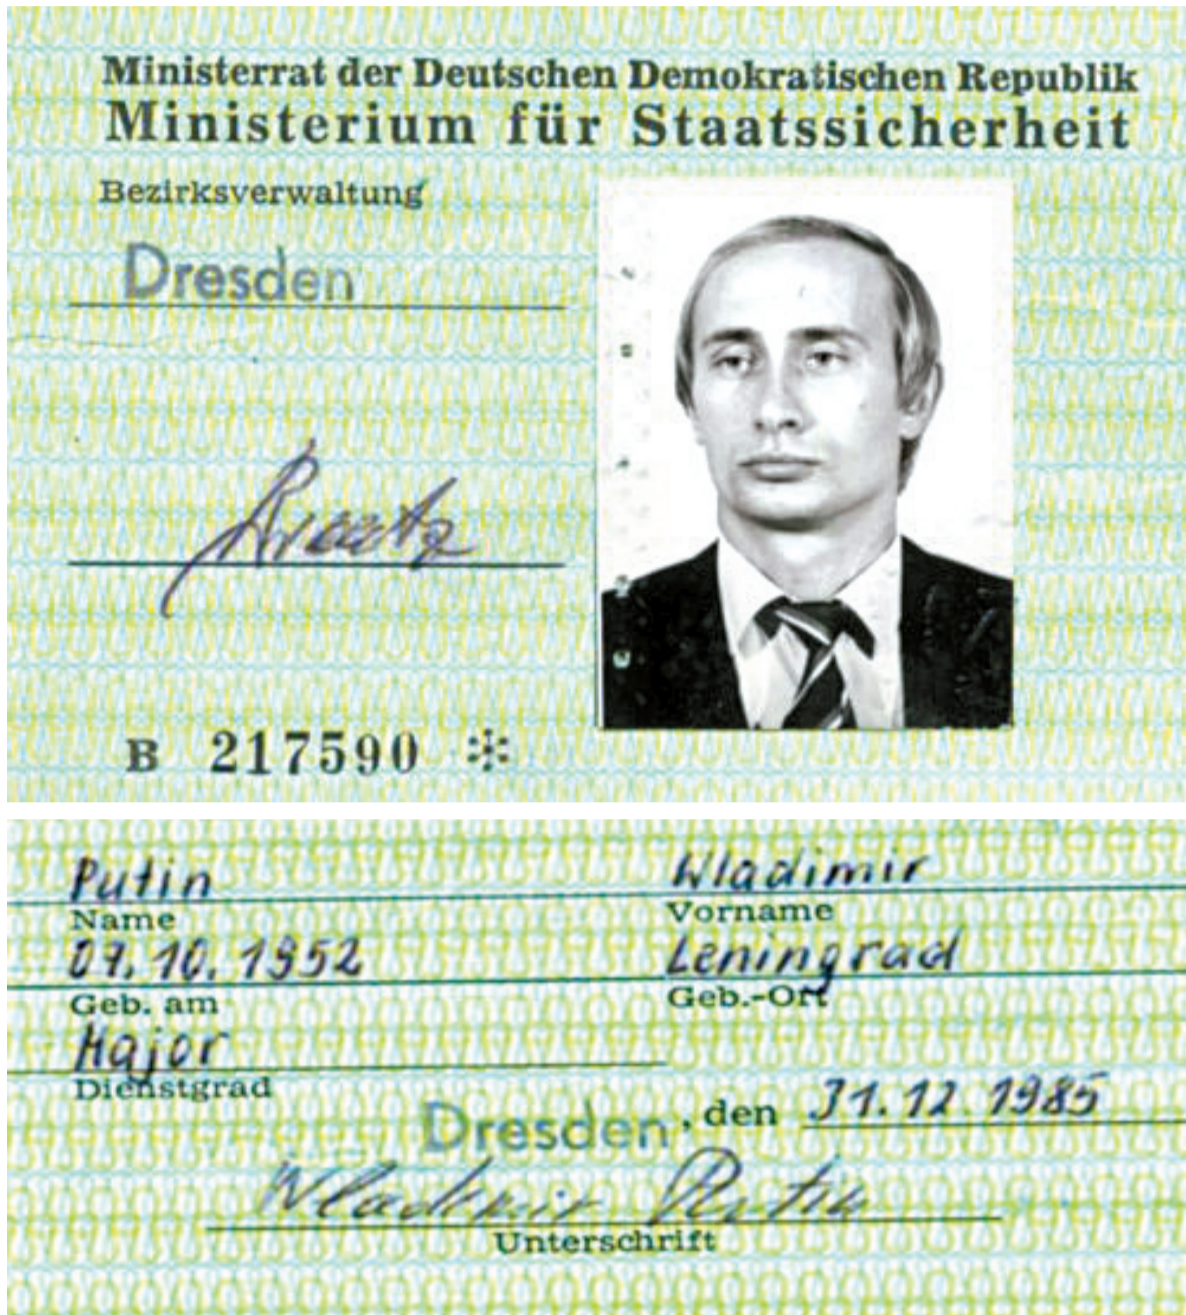 Ministerrat der Deutschen Demokratischen Republik
Ministerium für Staatssicherheit
Bezirksverwaltung
Dresden
B 217590
Putin Wladimir
Name Vorname
07. 10. 1952 Leningrad
Geb. am Geb.-Ort
Major
Dienstgrad
Dresden, den 31. 12 1985
Wladimir Putin
Unterschrift